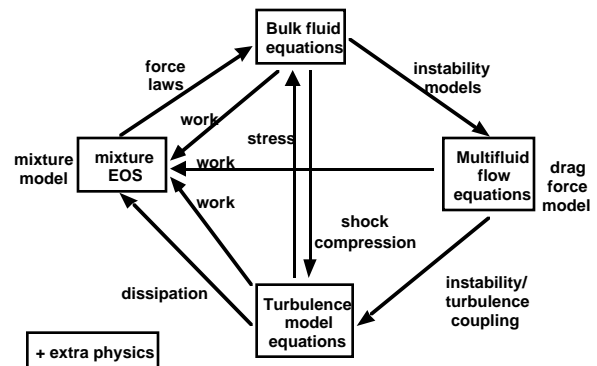 Bulk fluid
equations
force
laws
instability
models
work
stress
mixture
model
mixture
EOS
work
Multifluid
flow
equations
drag
force
model
work
shock
compression
dissipation
Turbulence
model
equations
instability/
turbulence
coupling
+ extra physics